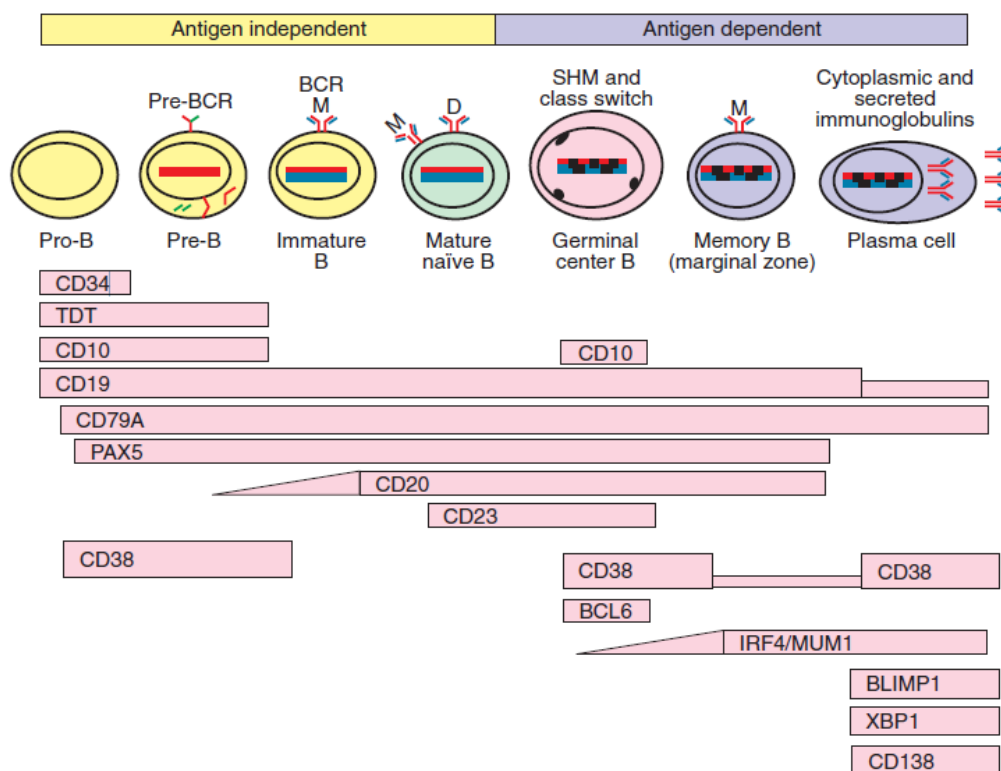 Antigen independent
Antigen dependent
Pre-BCR
BCR
M
M
D
SHM and
class switch
M
Cytoplasmic and
secreted
immunoglobulins
Pro-B
Pre-B
Immature
B
Mature
naïve B
Germinal
center B
Memory B
(marginal zone)
Plasma cell
CD34
TDT
CD10
CD10
CD19
CD79A
PAX5
CD20
CD23
CD38
CD38
CD38
BCL6
IRF4/MUM1
BLIMP1
XBP1
CD138